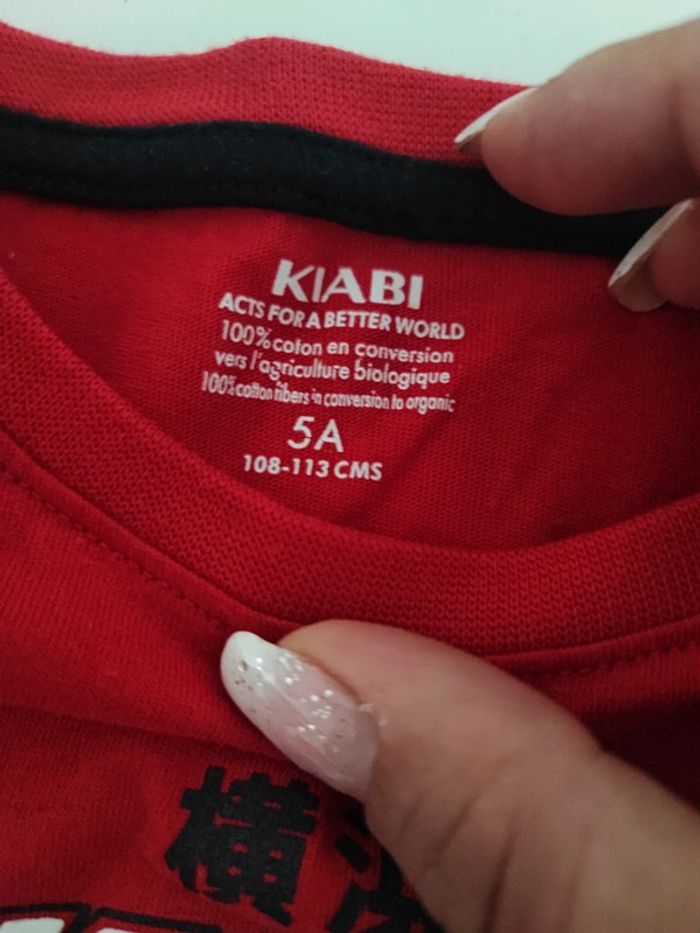 KIABI
ACTS FOR A BETTER WORLD
100% coton en conversion
vers l'agriculture biologique
100% cotton fibers in conversion to organic
5A
108-113 CMS
横